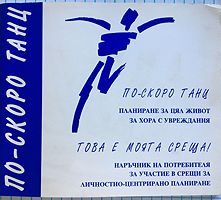 ПО-СКОРО ТАНЦ
ПО-СКОРО ТАНЦ
ПЛАНИРАНЕ ЗА ЦЯЛ ЖИВОТ
ЗА ХОРА С УВРЕЖДАНИЯ
ТОВА Е МОЯТА СРЕЩА!
НАРЪЧНИК НА ПОТРЕБИТЕЛЯ
ЗА УЧАСТИЕ В СРЕЩИ ЗА
ЛИЧНОСТНО-ЦЕНТРИРАНО ПЛАНИРАНЕ